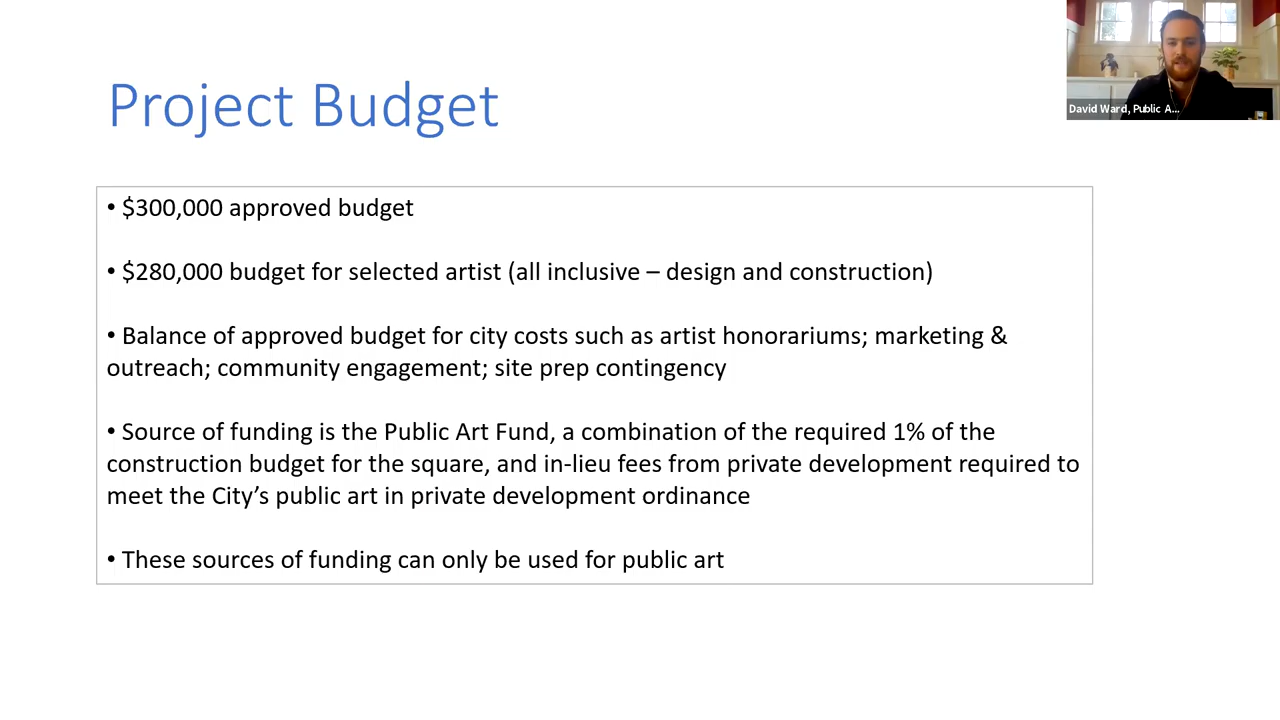 Project Budget
David Ward, Public A...
• $300,000 approved budget
• $280,000 budget for selected artist (all inclusive – design and construction)
• Balance of approved budget for city costs such as artist honorariums; marketing &
outreach; community engagement; site prep contingency
• Source of funding is the Public Art Fund, a combination of the required 1% of the
construction budget for the square, and in-lieu fees from private development required to
meet the City’s public art in private development ordinance
• These sources of funding can only be used for public art